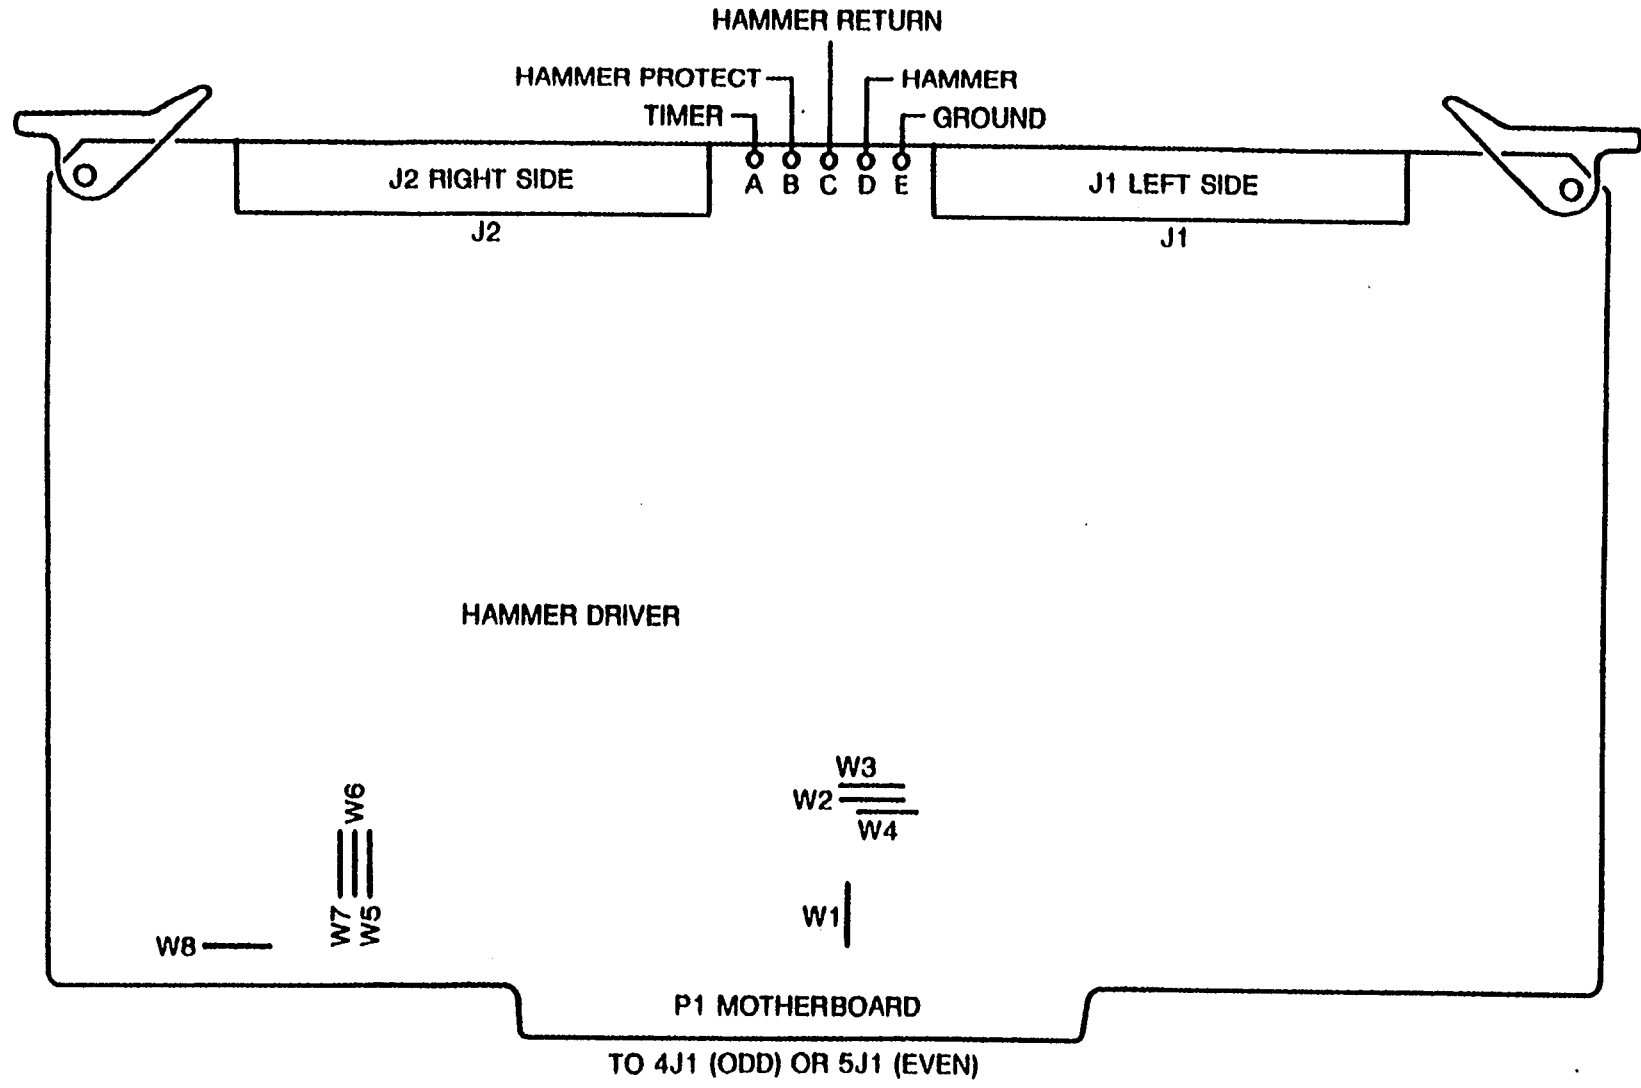 HAMMER RETURN
HAMMER PROTECT
HAMMER
TIMER
GROUND
J2 RIGHT SIDE
A B C D E
J1 LEFT SIDE
J2
J1
HAMMER DRIVER
W3
W2
W4
W6
W7
W5
W1
W8
P1 MOTHERBOARD
TO 4J1 (ODD) OR 5J1 (EVEN)